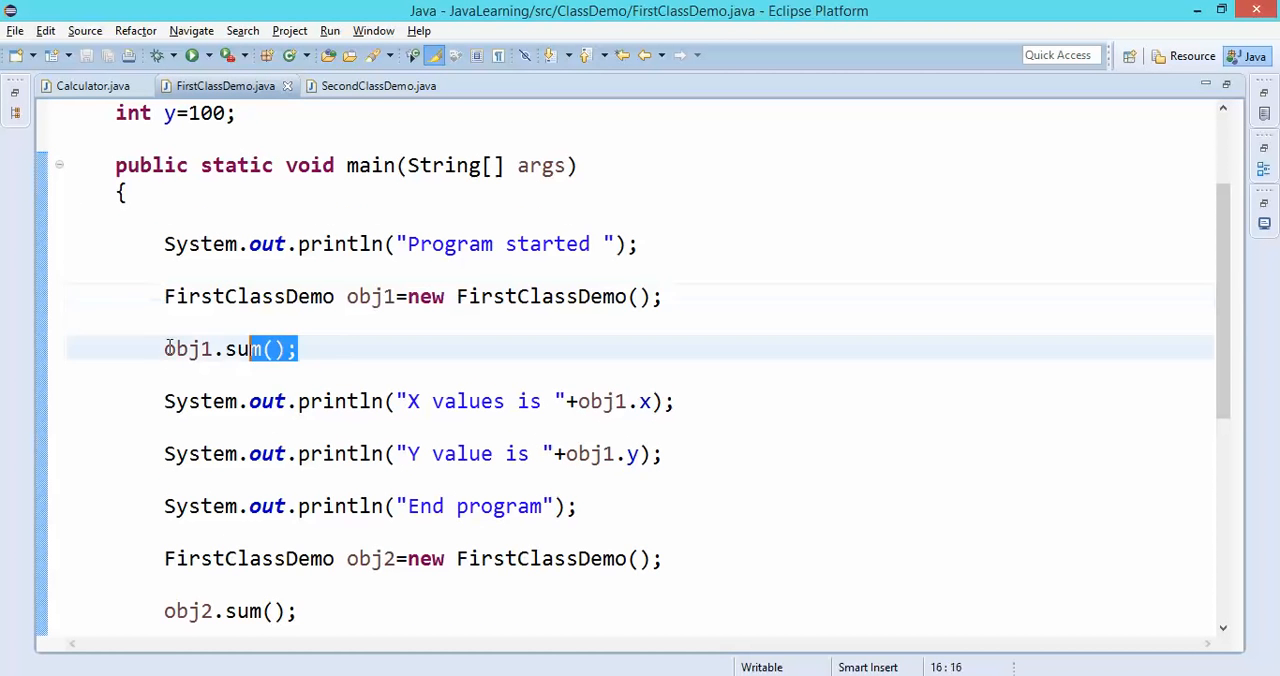 Java - JavaLearning/src/ClassDemo/FirstClassDemo.java - Eclipse Platform
File Edit Source Refactor Navigate Search Project Run Window Help
Quick Access Resource Java
Calculator.java FirstClassDemo.java SecondClassDemo.java
int y=100;
public static void main(String[] args)
{
System.out.println("Program started ");
FirstClassDemo obj1=new FirstClassDemo();
obj1.sum();
System.out.println("X values is "+obj1.x);
System.out.println("Y value is "+obj1.y);
System.out.println("End program");
FirstClassDemo obj2=new FirstClassDemo();
obj2.sum();
Writable Smart Insert 16 : 16